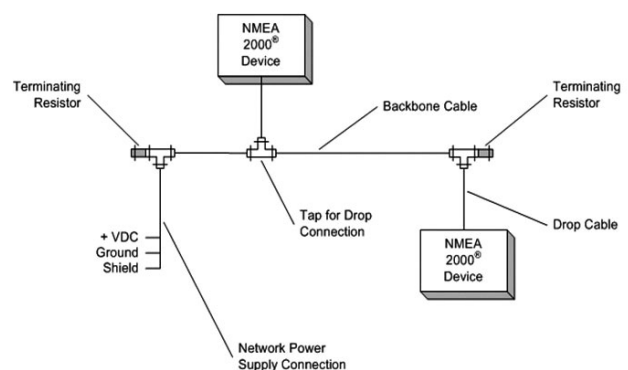 NMEA
2000®
Device
Terminating
Resistor
Backbone Cable
Terminating
Resistor
Tap for Drop
Connection
Drop Cable
+ VDC
Ground
Shield
NMEA
2000®
Device
Network Power
Supply Connection